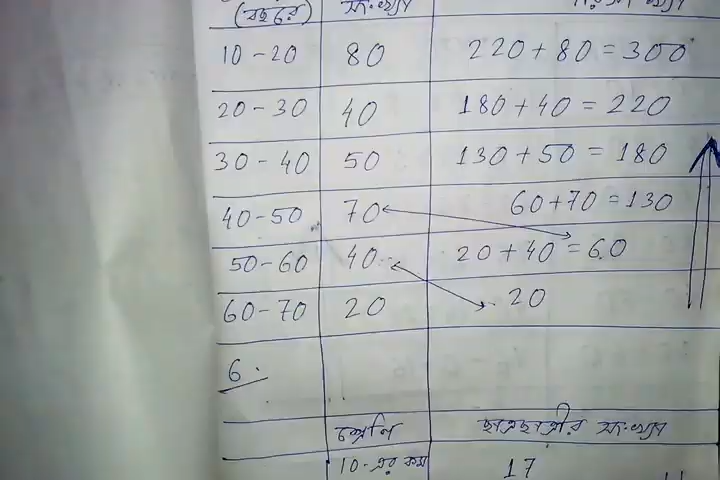 (বছরে) সংখ্যা
10-20 80 220+80=300
20-30 40 180+40=220
30-40 50 130+50=180
40-50 70 60+70=130
50-60 40 20+40=60
60-70 20 20
6.
শ্রেণি ছাত্রছাত্রীর সংখ্যা
10-এর কম 17